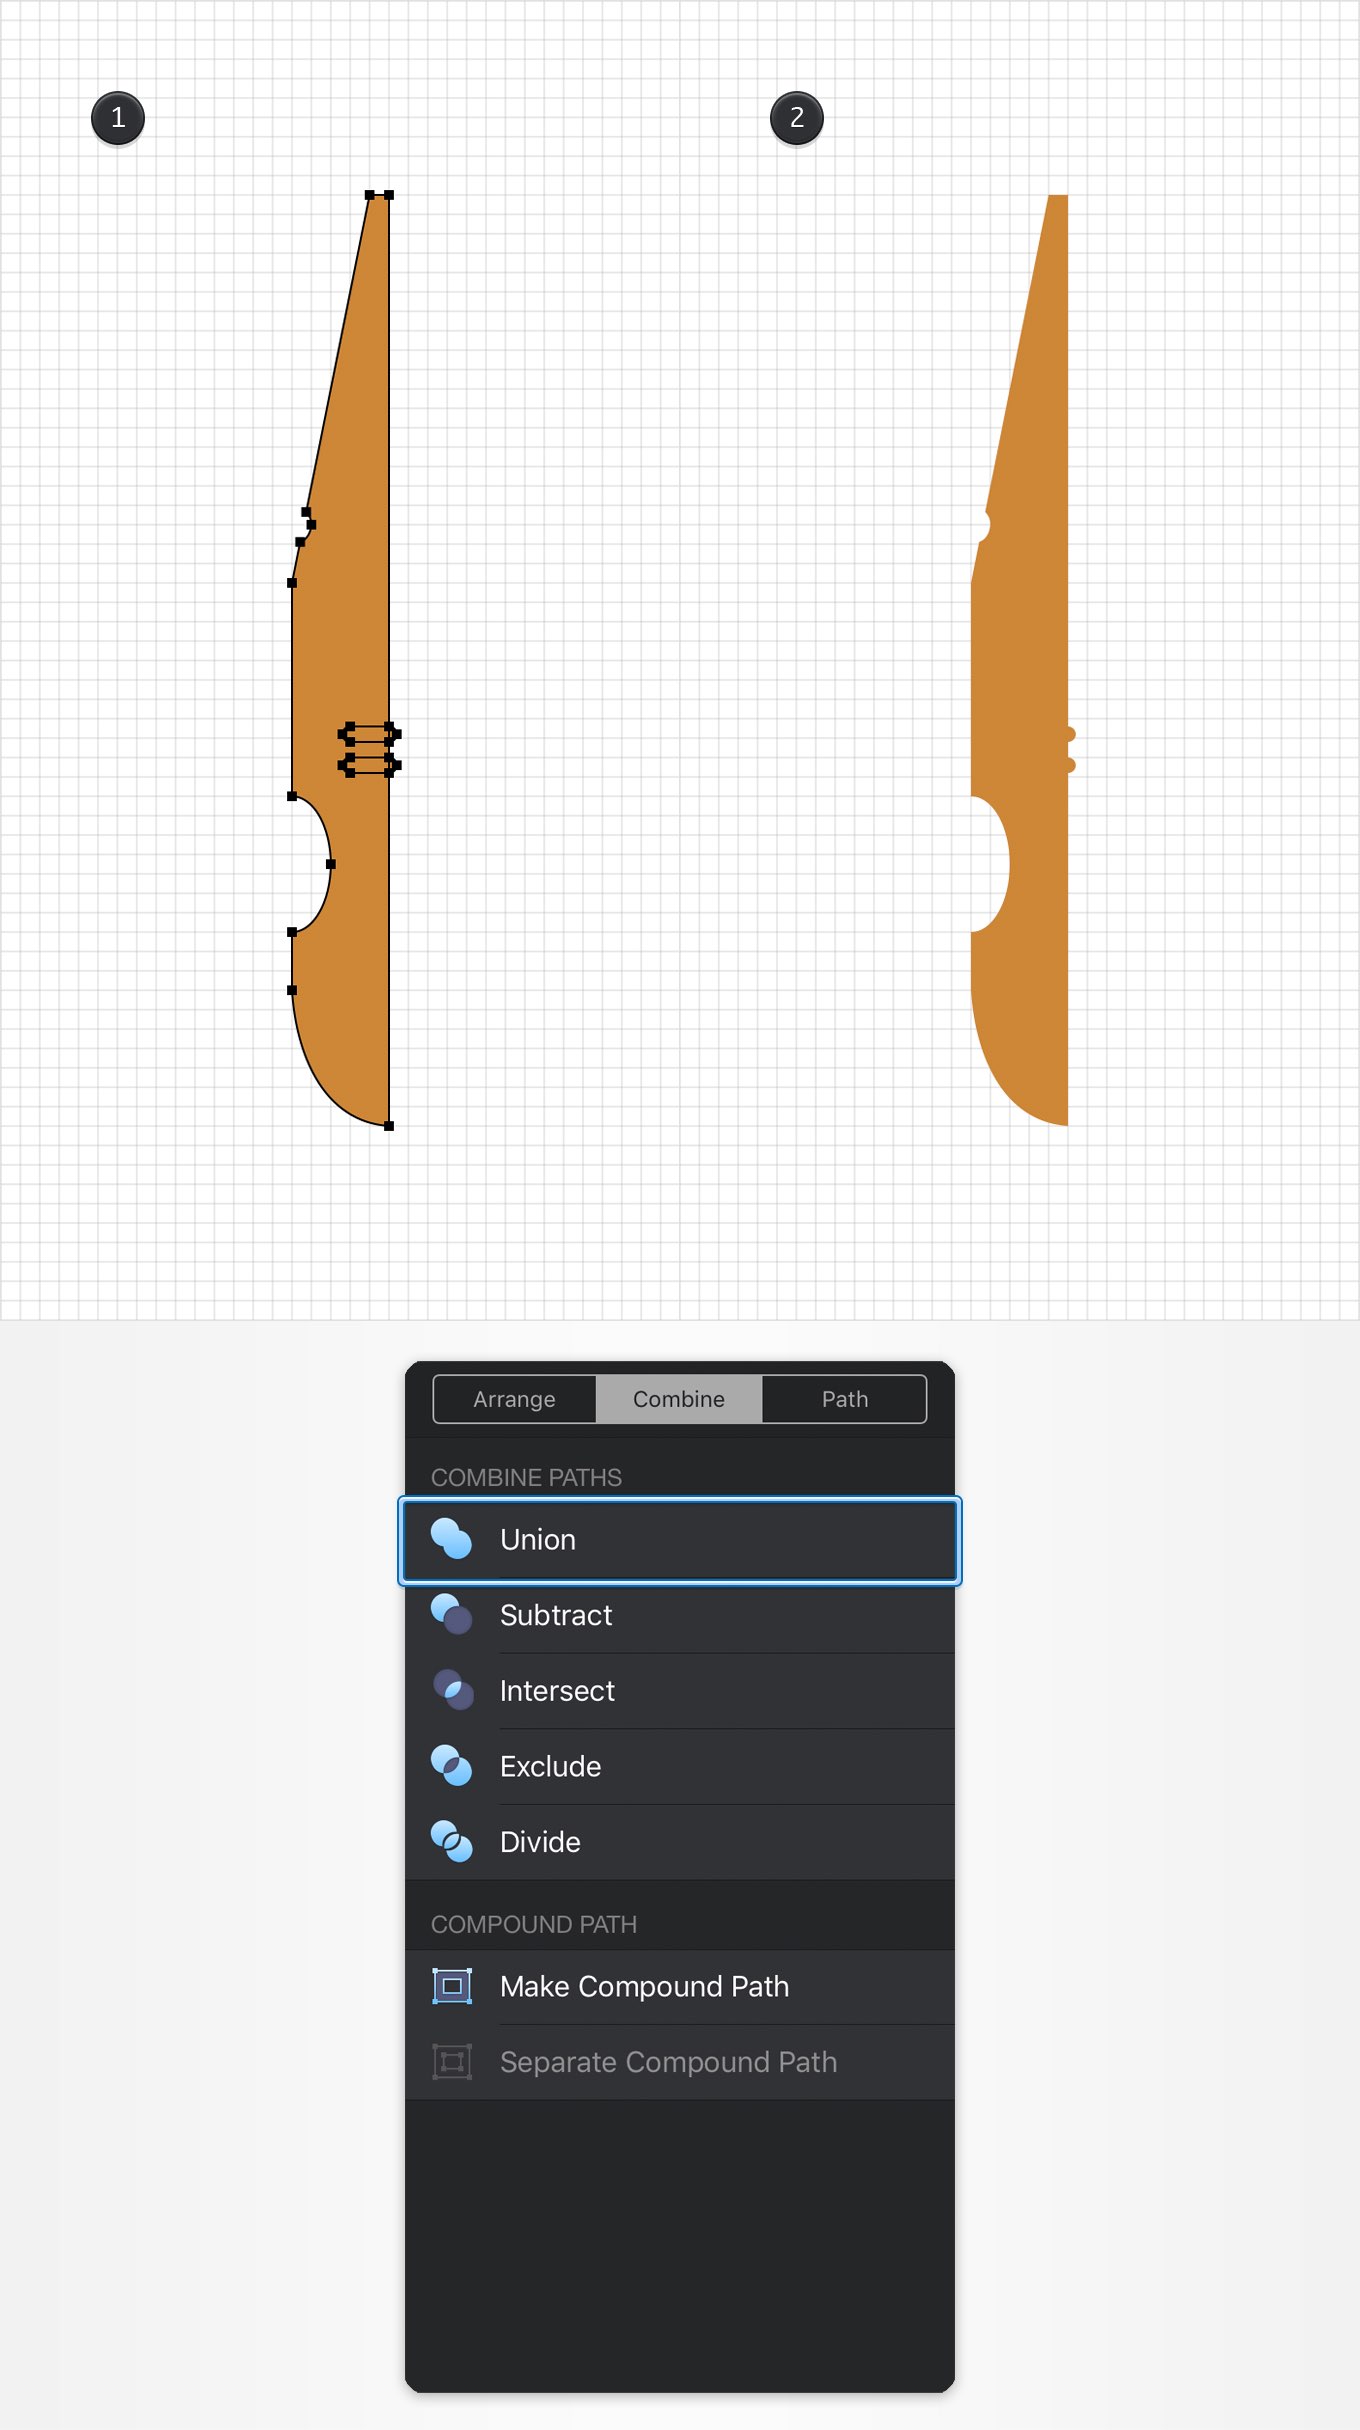 1
2
Arrange Combine Path
COMBINE PATHS
Union
Subtract
Intersect
Exclude
Divide
COMPOUND PATH
Make Compound Path
Separate Compound Path